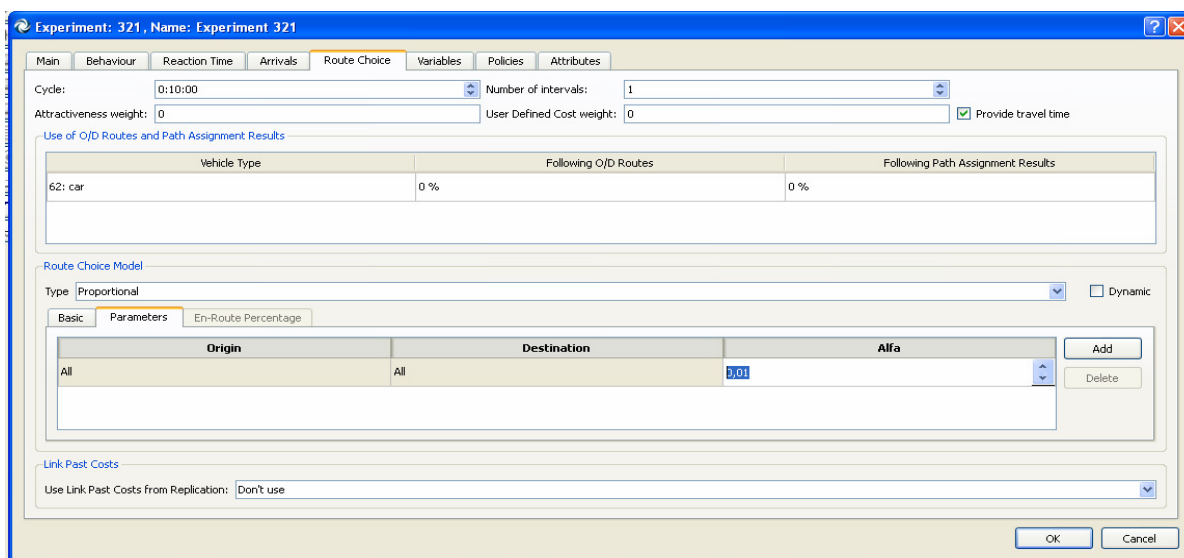 Experiment: 321, Name: Experiment 321
Main Behaviour Reaction Time Arrivals Route Choice Variables Policies Attributes
Cycle: 0:10:00 Number of intervals: 1
Attractiveness weight: 0 User Defined Cost weight: 0 Provide travel time
Use of O/D Routes and Path Assignment Results
Vehicle Type Following O/D Routes Following Path Assignment Results
62: car 0 % 0 %
Route Choice Model
Type Proportional Dynamic
Basic Parameters En-Route Percentage
Origin Destination Alfa Add
All All 0,01 Delete
Link Past Costs
Use Link Past Costs from Replication: Don't use
OK Cancel